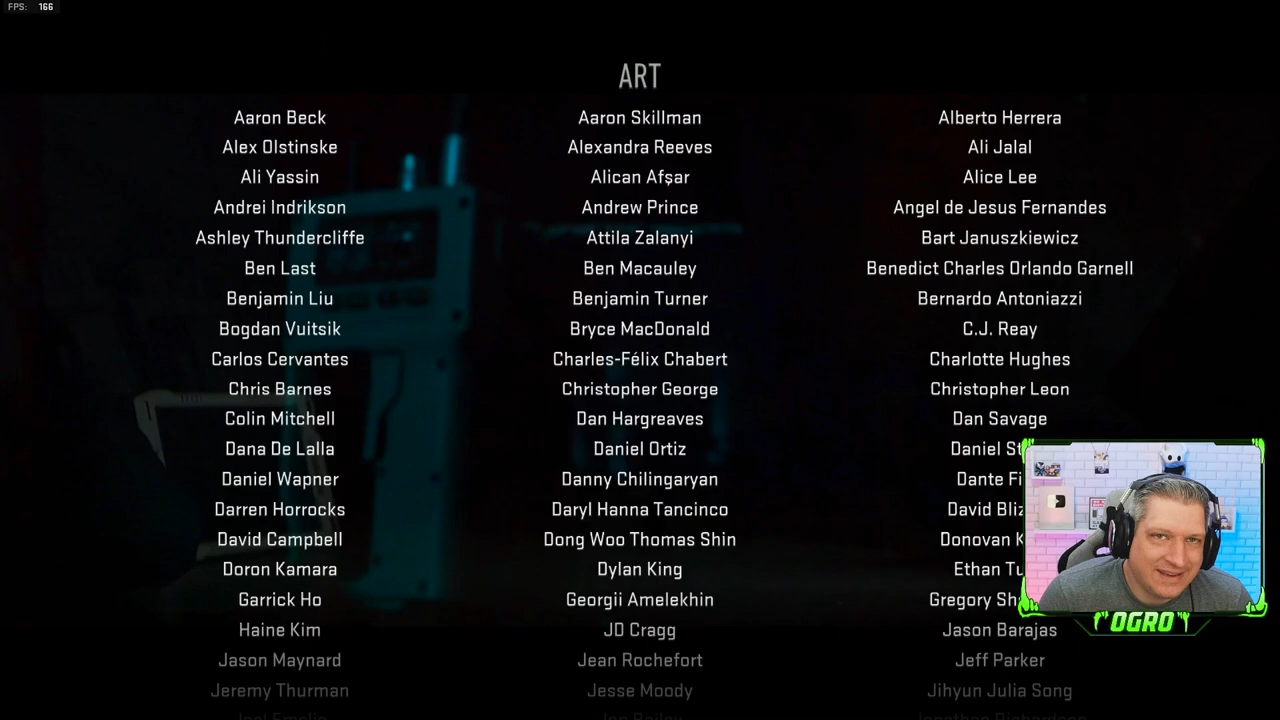 FPS: 166
ART
Aaron Beck Aaron Skillman Alberto Herrera
Alex Olstinske Alexandra Reeves Ali Jalal
Ali Yassin Alican Afşar Alice Lee
Andrei Indrikson Andrew Prince Angel de Jesus Fernandes
Ashley Thundercliffe Attila Zalanyi Bart Januszkiewicz
Ben Last Ben Macauley Benedict Charles Orlando Garnell
Benjamin Liu Benjamin Turner Bernardo Antoniazzi
Bogdan Vuitsik Bryce MacDonald C.J. Reay
Carlos Cervantes Charles-Félix Chabert Charlotte Hughes
Chris Barnes Christopher George Christopher Leon
Colin Mitchell Dan Hargreaves Dan Savage
Dana De Lalla Daniel Ortiz Daniel
Daniel Wapner Danny Chilingaryan Dante
Darren Horrocks Daryl Hanna Tancinco David
David Campbell Dong Woo Thomas Shin Donovan
Doron Kamara Dylan King Ethan
Garrick Ho Georgii Amelekhin Gregory
Haine Kim JD Cragg Jason Barajas
Jason Maynard Jean Rochefort Jeff Parker
Jeremy Thurman Jesse Moody Jihyun Julia Song
OGRO